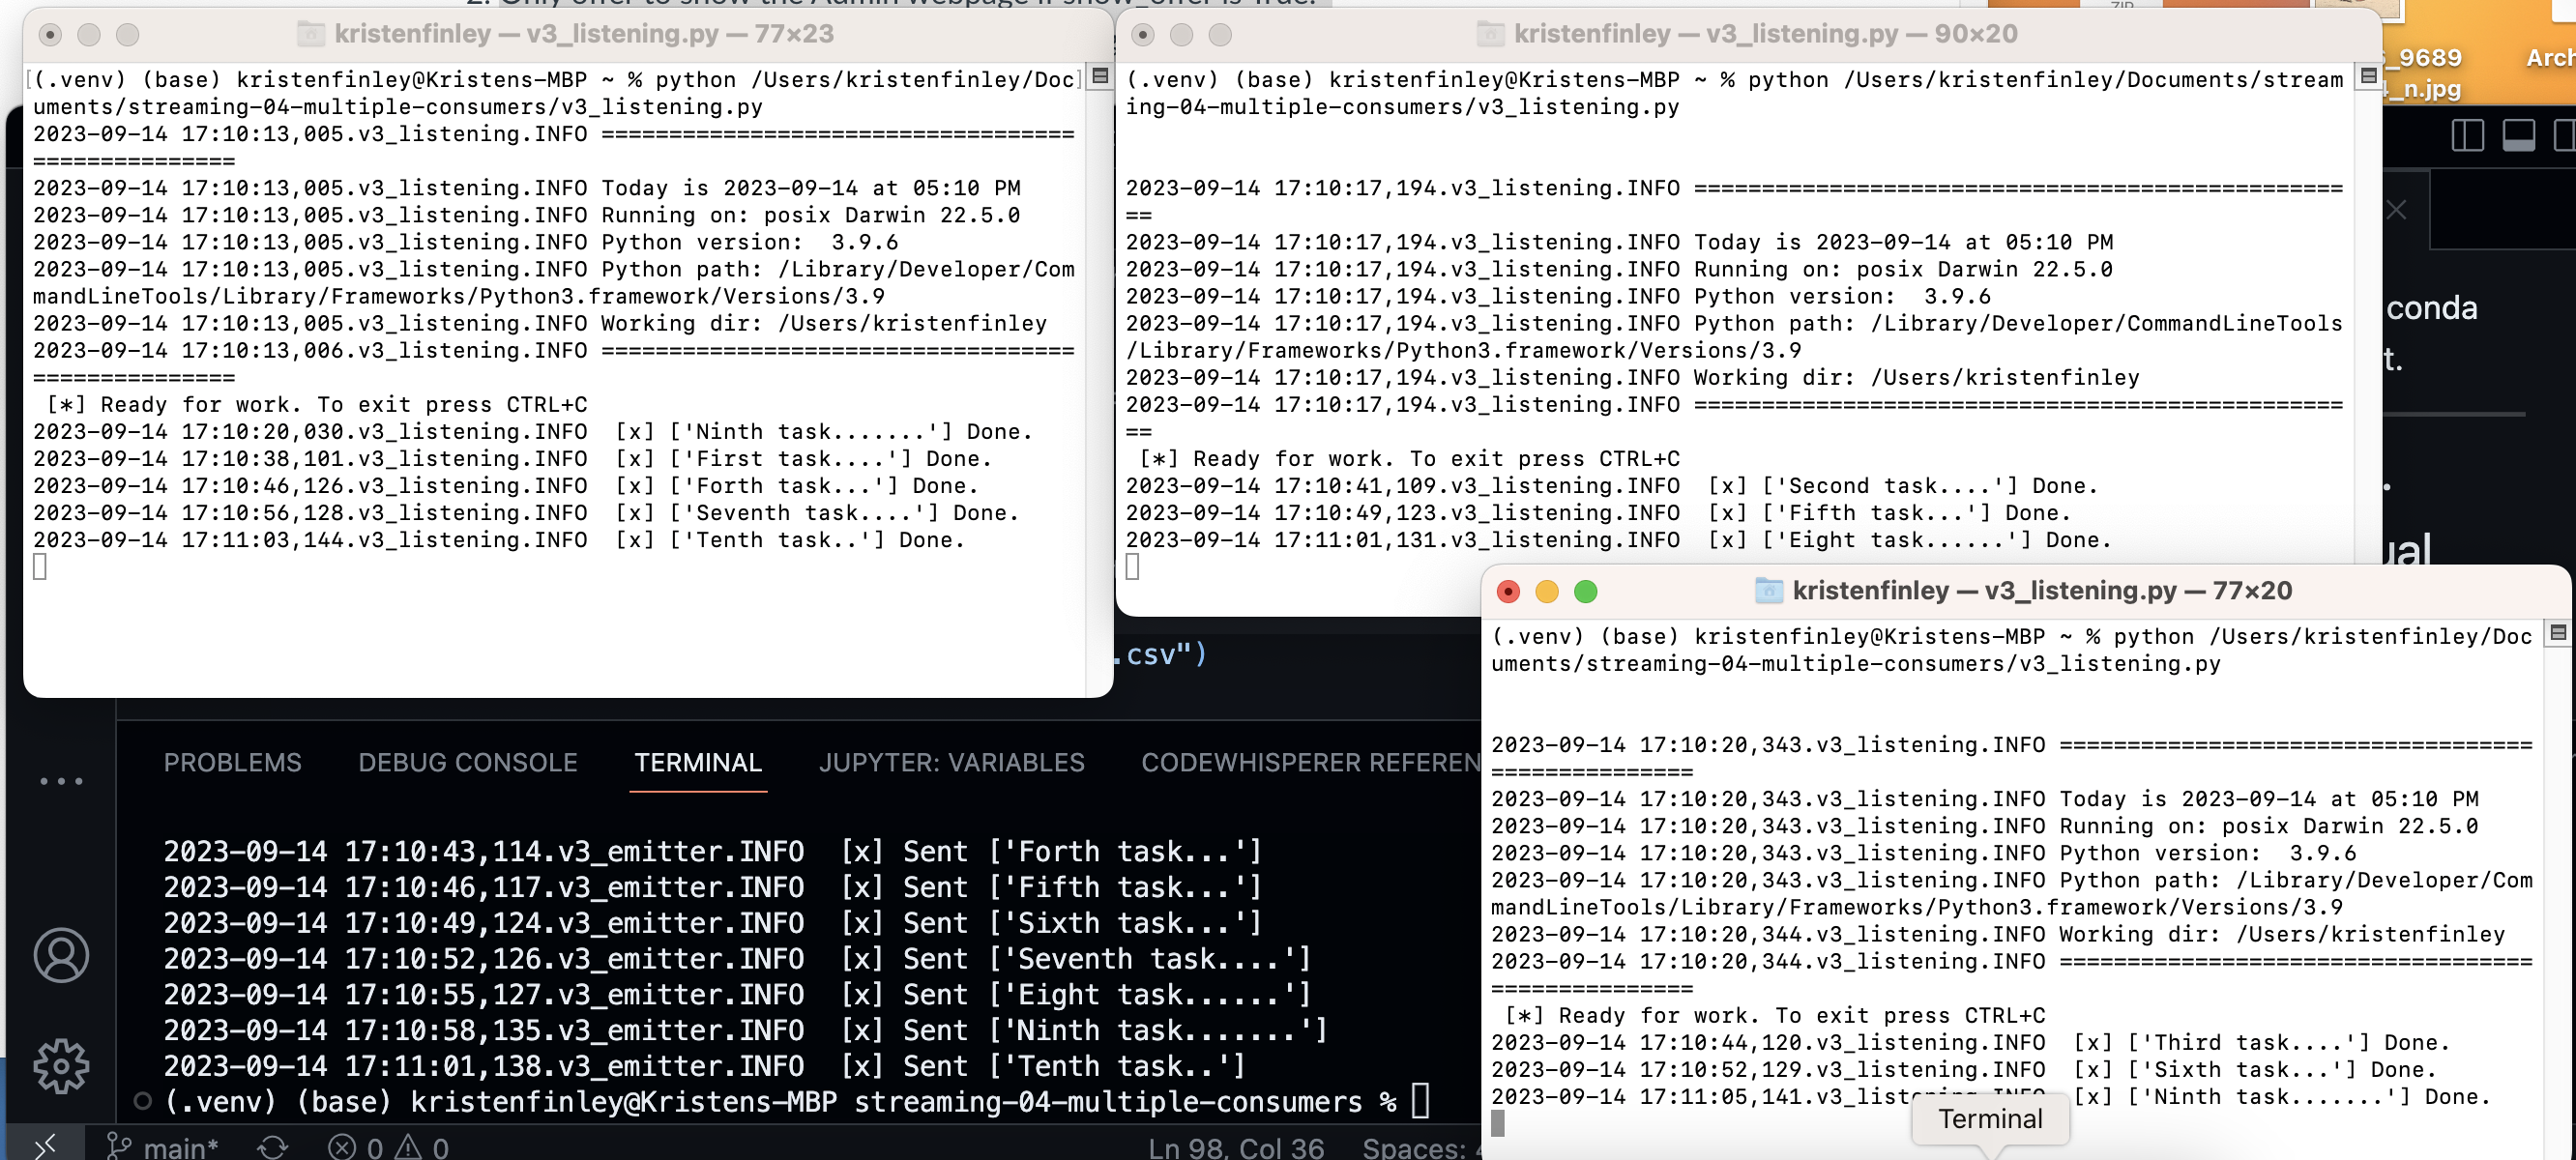 2. Only offer to show the Admin webpage if show_offer is True.
ZIP
kristenfinley — v3_listening.py — 77×23
[(.venv) (base) kristenfinley@Kristens-MBP ~ % python /Users/kristenfinley/Doc]
uments/streaming-04-multiple-consumers/v3_listening.py
2023-09-14 17:10:13,005.v3_listening.INFO ===================================
===============
2023-09-14 17:10:13,005.v3_listening.INFO Today is 2023-09-14 at 05:10 PM
2023-09-14 17:10:13,005.v3_listening.INFO Running on: posix Darwin 22.5.0
2023-09-14 17:10:13,005.v3_listening.INFO Python version:  3.9.6
2023-09-14 17:10:13,005.v3_listening.INFO Python path: /Library/Developer/Com
mandLineTools/Library/Frameworks/Python3.framework/Versions/3.9
2023-09-14 17:10:13,005.v3_listening.INFO Working dir: /Users/kristenfinley
2023-09-14 17:10:13,006.v3_listening.INFO ===================================
===============
[*] Ready for work. To exit press CTRL+C
2023-09-14 17:10:20,030.v3_listening.INFO  [x] ['Ninth task.......'] Done.
2023-09-14 17:10:38,101.v3_listening.INFO  [x] ['First task....'] Done.
2023-09-14 17:10:46,126.v3_listening.INFO  [x] ['Forth task...'] Done.
2023-09-14 17:10:56,128.v3_listening.INFO  [x] ['Seventh task....'] Done.
2023-09-14 17:11:03,144.v3_listening.INFO  [x] ['Tenth task..'] Done.
kristenfinley — v3_listening.py — 90×20
(.venv) (base) kristenfinley@Kristens-MBP ~ % python /Users/kristenfinley/Documents/stream
ing-04-multiple-consumers/v3_listening.py
2023-09-14 17:10:17,194.v3_listening.INFO ================================================
==
2023-09-14 17:10:17,194.v3_listening.INFO Today is 2023-09-14 at 05:10 PM
2023-09-14 17:10:17,194.v3_listening.INFO Running on: posix Darwin 22.5.0
2023-09-14 17:10:17,194.v3_listening.INFO Python version:  3.9.6
2023-09-14 17:10:17,194.v3_listening.INFO Python path: /Library/Developer/CommandLineTools
/Library/Frameworks/Python3.framework/Versions/3.9
2023-09-14 17:10:17,194.v3_listening.INFO Working dir: /Users/kristenfinley
2023-09-14 17:10:17,194.v3_listening.INFO ================================================
==
[*] Ready for work. To exit press CTRL+C
2023-09-14 17:10:41,109.v3_listening.INFO  [x] ['Second task....'] Done.
2023-09-14 17:10:49,123.v3_listening.INFO  [x] ['Fifth task...'] Done.
2023-09-14 17:11:01,131.v3_listening.INFO  [x] ['Eight task......'] Done.
_9689
_n.jpg
Arch
conda
t.
.
ual
.csv")
PROBLEMS DEBUG CONSOLE TERMINAL JUPYTER: VARIABLES CODEWHISPERER REFEREN
2023-09-14 17:10:43,114.v3_emitter.INFO  [x] Sent ['Forth task...']
2023-09-14 17:10:46,117.v3_emitter.INFO  [x] Sent ['Fifth task...']
2023-09-14 17:10:49,124.v3_emitter.INFO  [x] Sent ['Sixth task...']
2023-09-14 17:10:52,126.v3_emitter.INFO  [x] Sent ['Seventh task....']
2023-09-14 17:10:55,127.v3_emitter.INFO  [x] Sent ['Eight task......']
2023-09-14 17:10:58,135.v3_emitter.INFO  [x] Sent ['Ninth task.......']
2023-09-14 17:11:01,138.v3_emitter.INFO  [x] Sent ['Tenth task..']
(.venv) (base) kristenfinley@Kristens-MBP streaming-04-multiple-consumers %
main* 0 0 Ln 98, Col 36 Spaces:
kristenfinley — v3_listening.py — 77×20
(.venv) (base) kristenfinley@Kristens-MBP ~ % python /Users/kristenfinley/Doc
uments/streaming-04-multiple-consumers/v3_listening.py
2023-09-14 17:10:20,343.v3_listening.INFO ===================================
===============
2023-09-14 17:10:20,343.v3_listening.INFO Today is 2023-09-14 at 05:10 PM
2023-09-14 17:10:20,343.v3_listening.INFO Running on: posix Darwin 22.5.0
2023-09-14 17:10:20,343.v3_listening.INFO Python version:  3.9.6
2023-09-14 17:10:20,343.v3_listening.INFO Python path: /Library/Developer/Com
mandLineTools/Library/Frameworks/Python3.framework/Versions/3.9
2023-09-14 17:10:20,344.v3_listening.INFO Working dir: /Users/kristenfinley
2023-09-14 17:10:20,344.v3_listening.INFO ===================================
===============
[*] Ready for work. To exit press CTRL+C
2023-09-14 17:10:44,120.v3_listening.INFO  [x] ['Third task....'] Done.
2023-09-14 17:10:52,129.v3_listening.INFO  [x] ['Sixth task...'] Done.
2023-09-14 17:11:05,141.v3_listening.INFO  [x] ['Ninth task.......'] Done.
Terminal